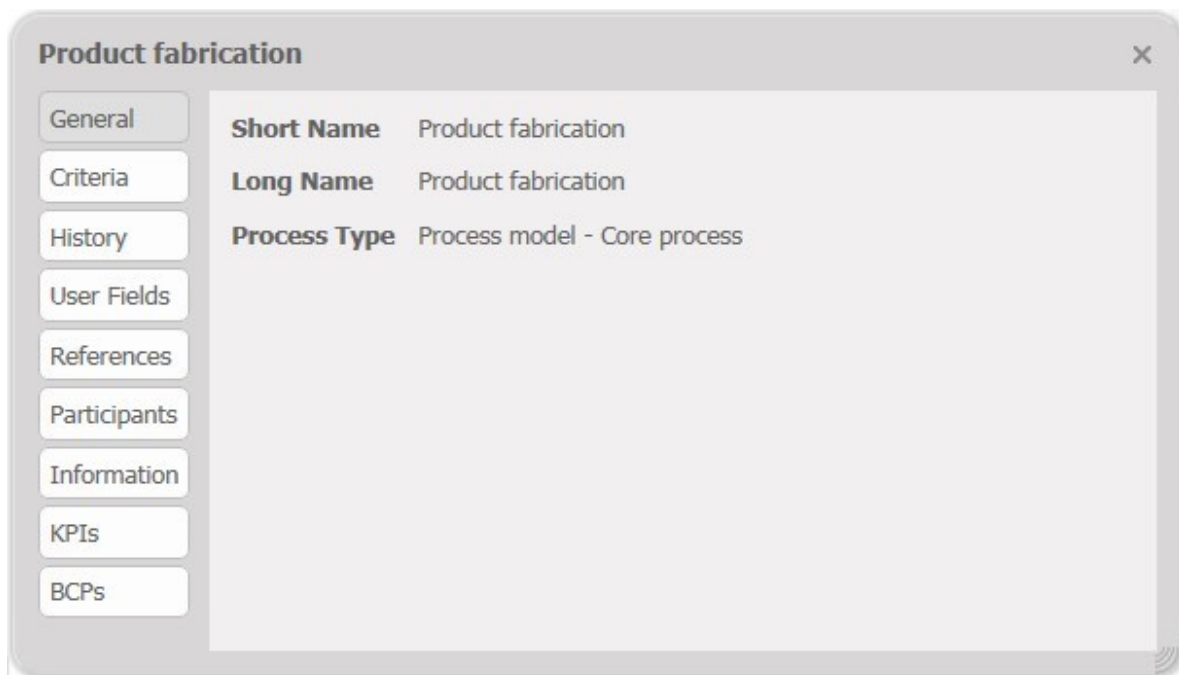 Product fabrication
General
Criteria
History
User Fields
References
Participants
Information
KPIs
BCPs
Short Name Product fabrication
Long Name Product fabrication
Process Type Process model - Core process